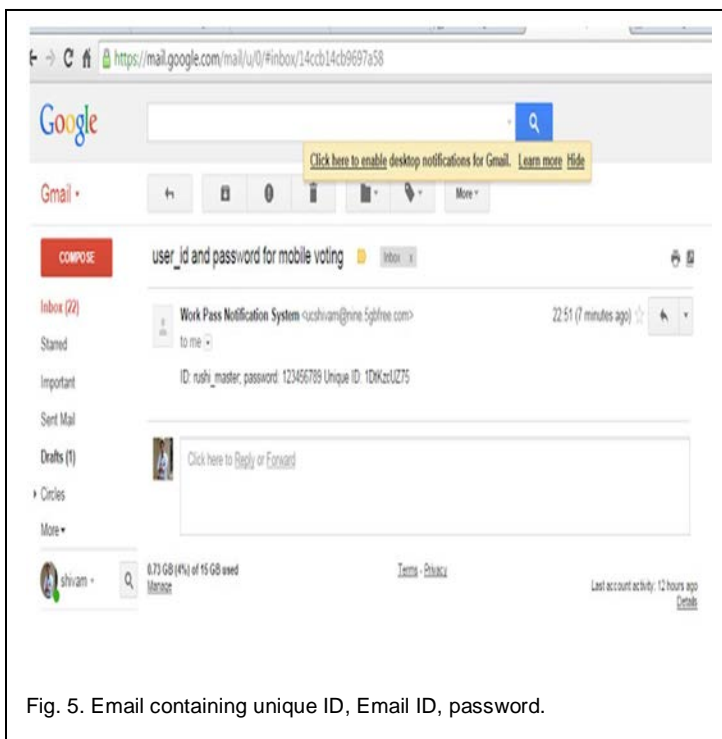 https://mail.google.com/mail/u/0/#inbox/14ccb14cb9697a58
Google
Click here to enable desktop notifications for Gmail. Learn more Hide
Gmail
More
COMPOSE
user_id and password for mobile voting
Inbox x
Inbox (22)
Work Pass Notification System <ucshivam@nine.5gbfree.com>
22:51 (7 minutes ago)
Starred
to me
Important
ID: rushi_master; password: 123456789 Unique ID: 1DtKzcUZ75
Sent Mail
Drafts (1)
Click here to Reply or Forward
Circles
More
shivam
0.73 GB (4%) of 15 GB used
Manage
Terms - Privacy
Last account activity: 12 hours ago
Details
Fig. 5. Email containing unique ID, Email ID, password.